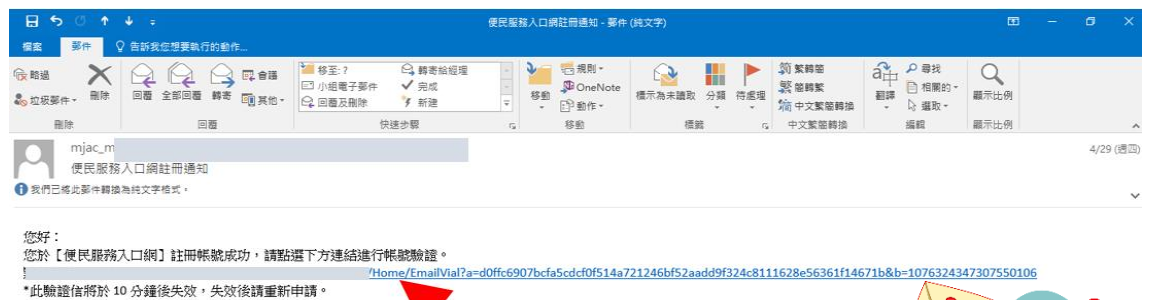 便民服務入口網註冊通知 - 郵件 (純文字)
檔案 郵件 告訴我您想要執行的動作...
略過
垃圾郵件
刪除
刪除
回覆 全部回覆 轉寄
會議
其他
回覆
移至: ?
小組電子郵件
回覆及刪除
轉寄給經理
完成
新建
快速步驟
移動
規則
OneNote
動作
移動
標示為未讀取 分類 待處理
標籤
繁轉簡
簡轉繁
中文繁簡轉換
中文繁簡轉換
翻譯
尋找
相關的
選取
編輯
顯示比例
顯示比例
mjac_m
4/29 (週四)
便民服務入口網註冊通知
我們已將此郵件轉換為純文字格式。
您好:
您於【便民服務入口網】註冊帳號成功,請點選下方連結進行帳號驗證。
/Home/EmailVial?a=d0ffc6907bcfa5cdcf0f514a721246bf52aadd9f324c8111628e56361f14671b&b=1076324347307550106
*此驗證信將於 10 分鐘後失效,失效後請重新申請。